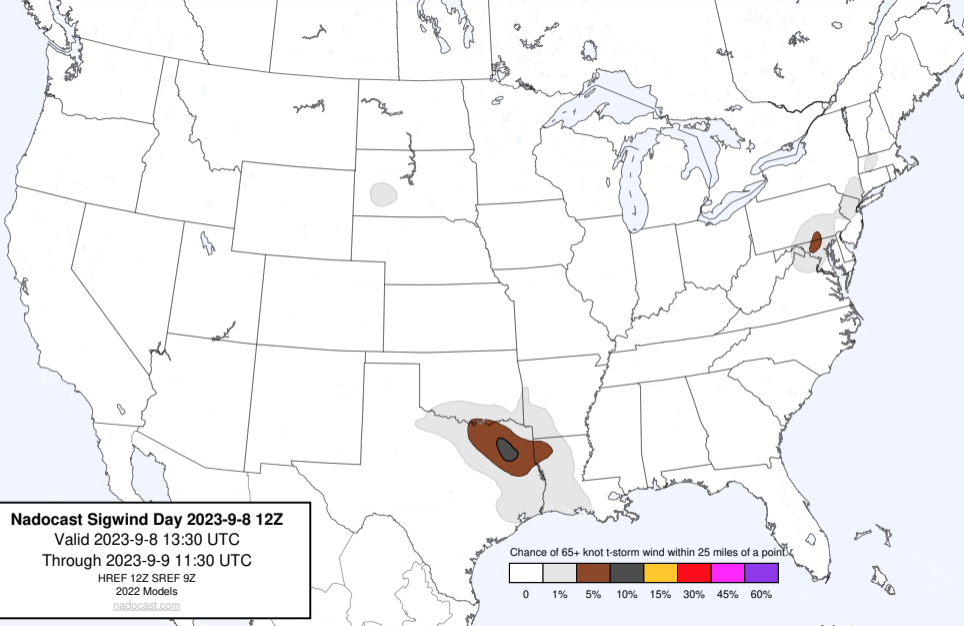 Nadocast Sigwind Day 2023-9-8 12Z
Valid 2023-9-8 13:30 UTC
Through 2023-9-9 11:30 UTC
HREF 12Z SREF 9Z
2022 Models
nadocast.com
Chance of 65+ knot t-storm wind within 25 miles of a point.
0 1% 5% 10% 15% 30% 45% 60%